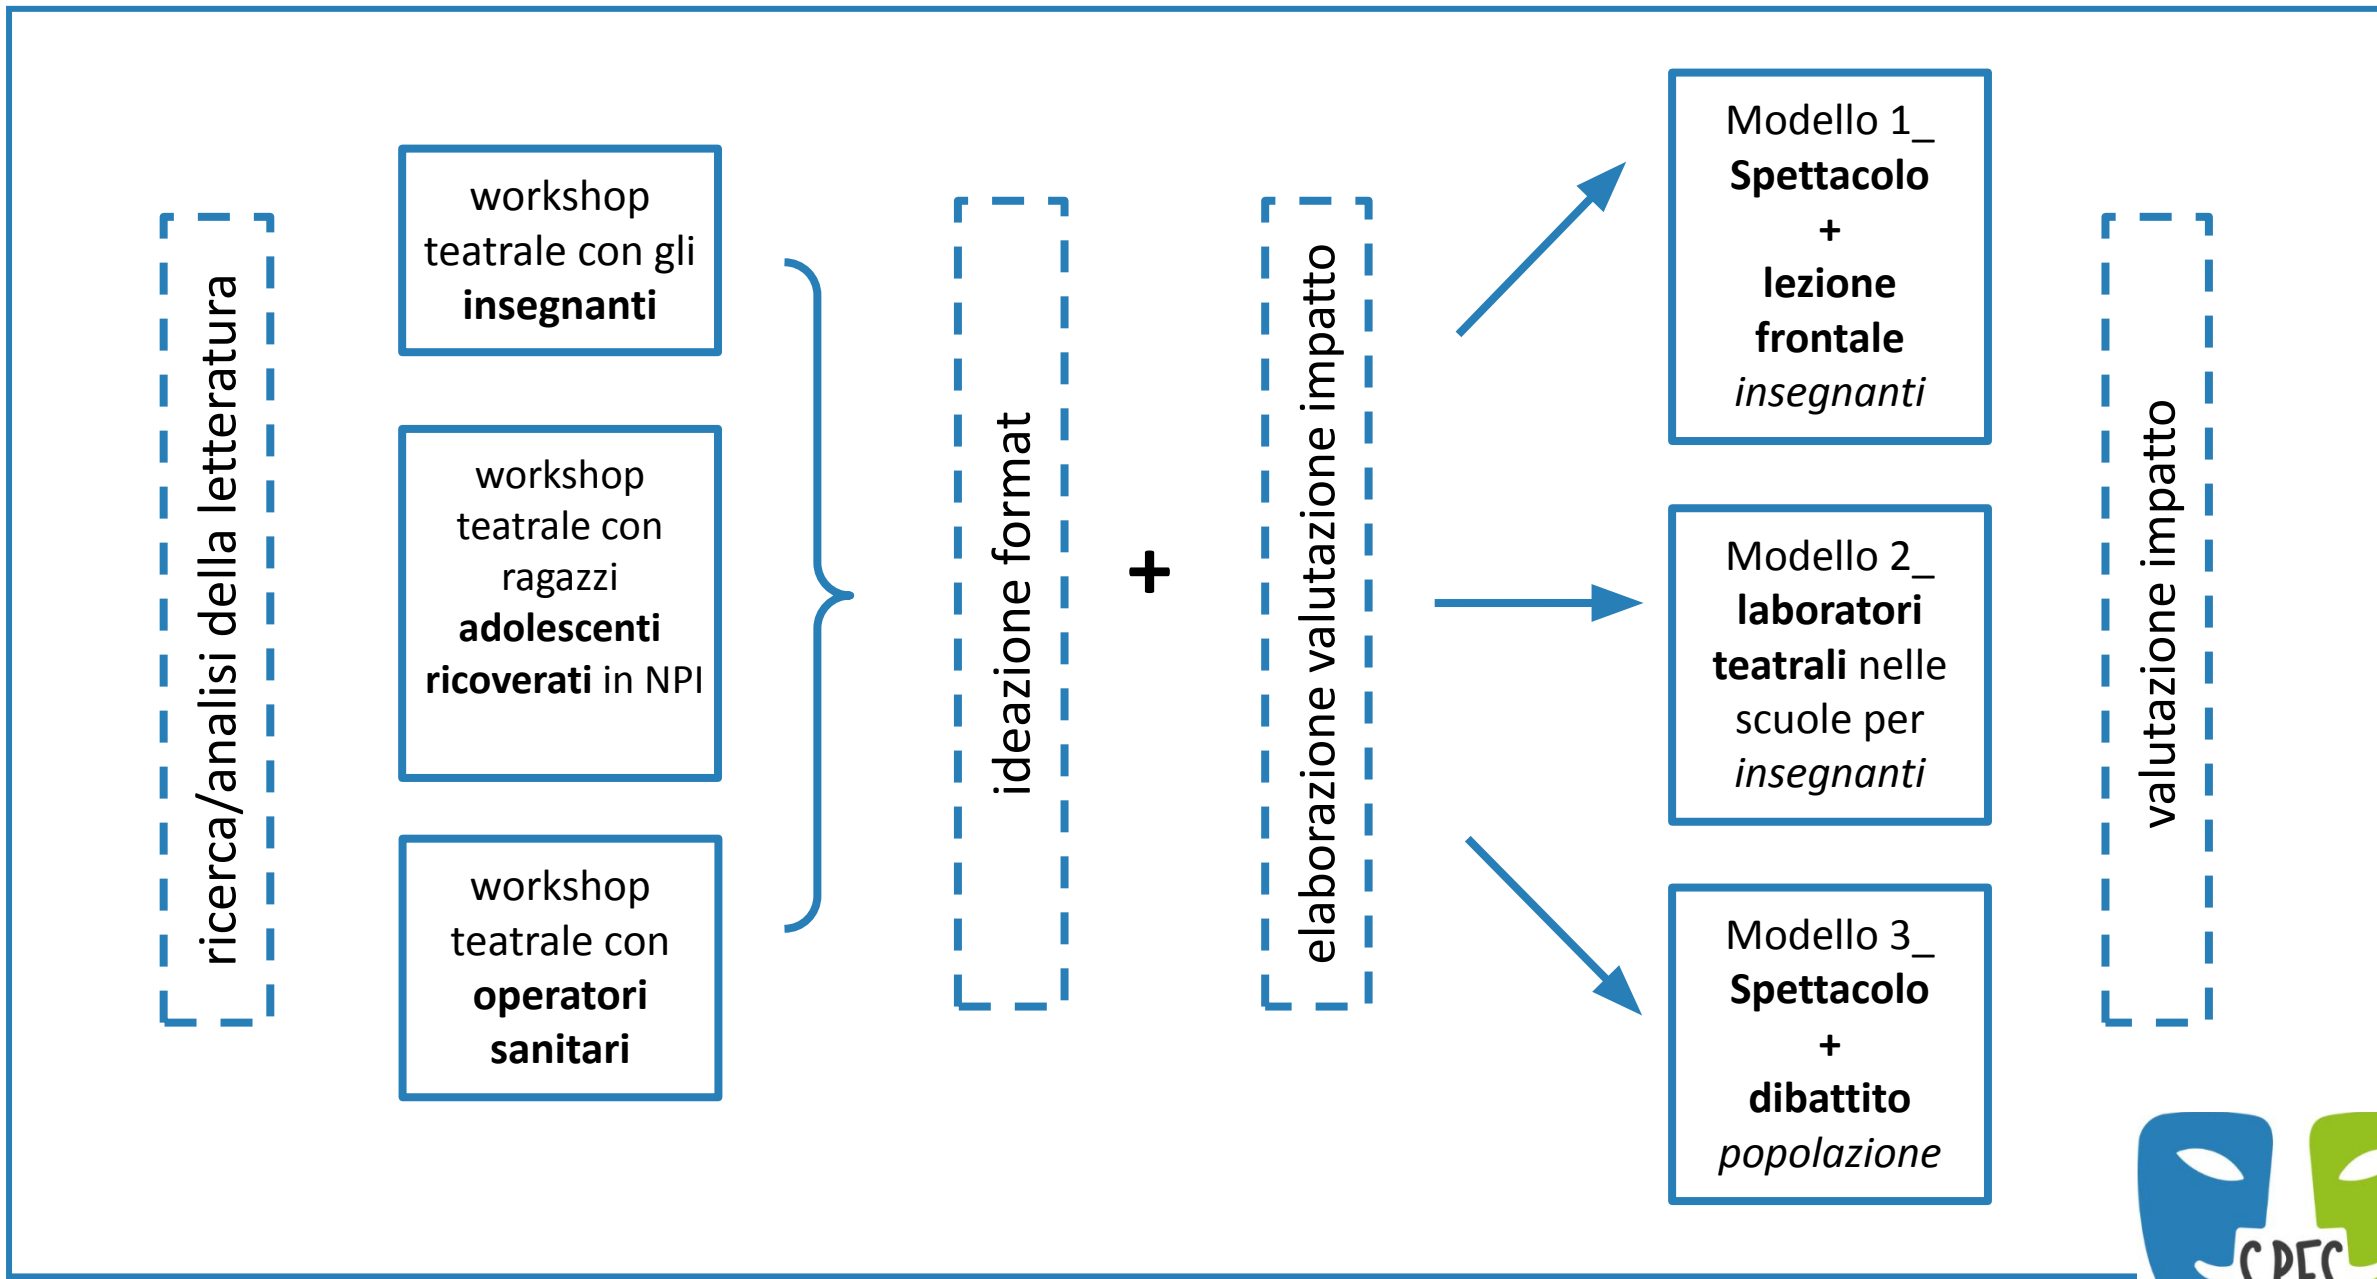 ricerca/analisi della letteratura
workshop
teatrale con gli
insegnanti
workshop
teatrale con
ragazzi
adolescenti
ricoverati in NPI
workshop
teatrale con
operatori
sanitari
ideazione format
+
elaborazione valutazione impatto
Modello 1_
Spettacolo
+
lezione
frontale
insegnanti
Modello 2_
laboratori
teatrali nelle
scuole per
insegnanti
Modello 3_
Spettacolo
+
dibattito
popolazione
valutazione impatto